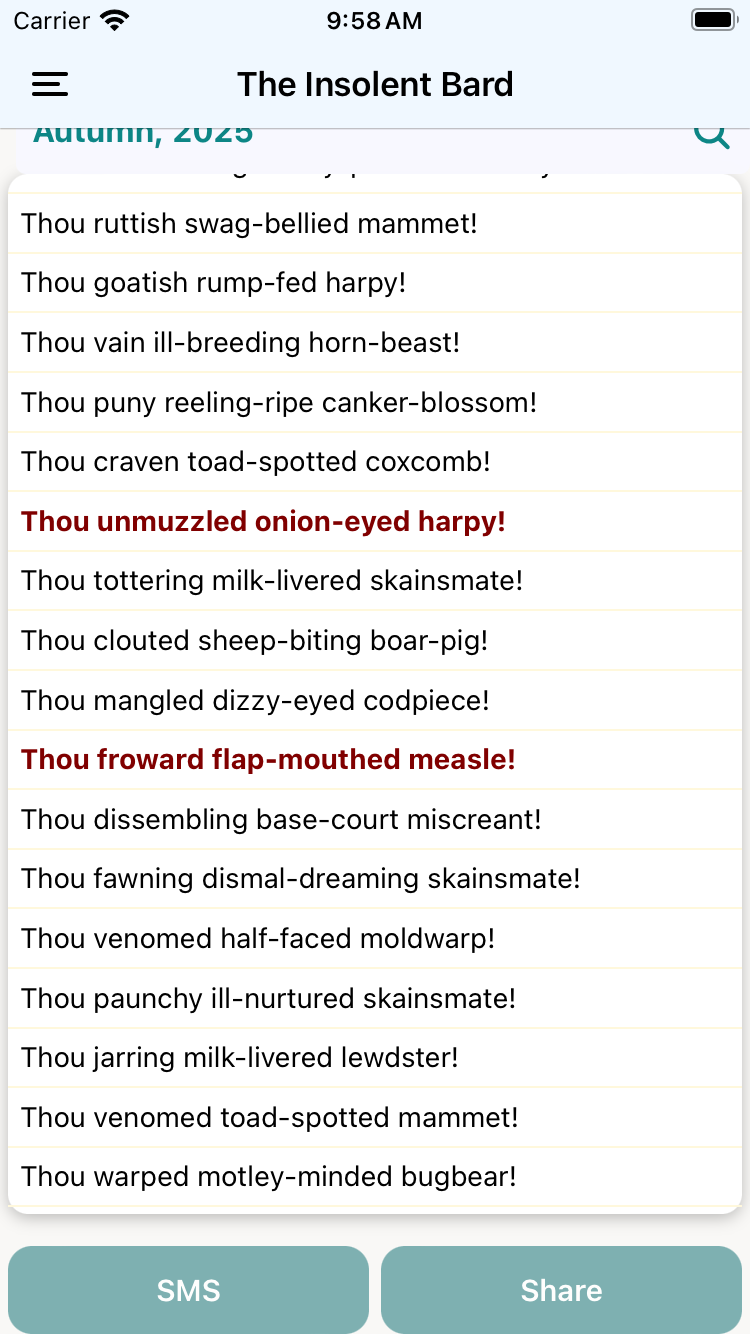 Carrier 9:58 AM
The Insolent Bard
Autumn, 2025
Thou ruttish swag-bellied mammet!
Thou goatish rump-fed harpy!
Thou vain ill-breeding horn-beast!
Thou puny reeling-ripe canker-blossom!
Thou craven toad-spotted coxcomb!
Thou unmuzzled onion-eyed harpy!
Thou tottering milk-livered skainsmate!
Thou clouted sheep-biting boar-pig!
Thou mangled dizzy-eyed codpiece!
Thou froward flap-mouthed measle!
Thou dissembling base-court miscreant!
Thou fawning dismal-dreaming skainsmate!
Thou venomed half-faced moldwarp!
Thou paunchy ill-nurtured skainsmate!
Thou jarring milk-livered lewdster!
Thou venomed toad-spotted mammet!
Thou warped motley-minded bugbear!
SMS Share